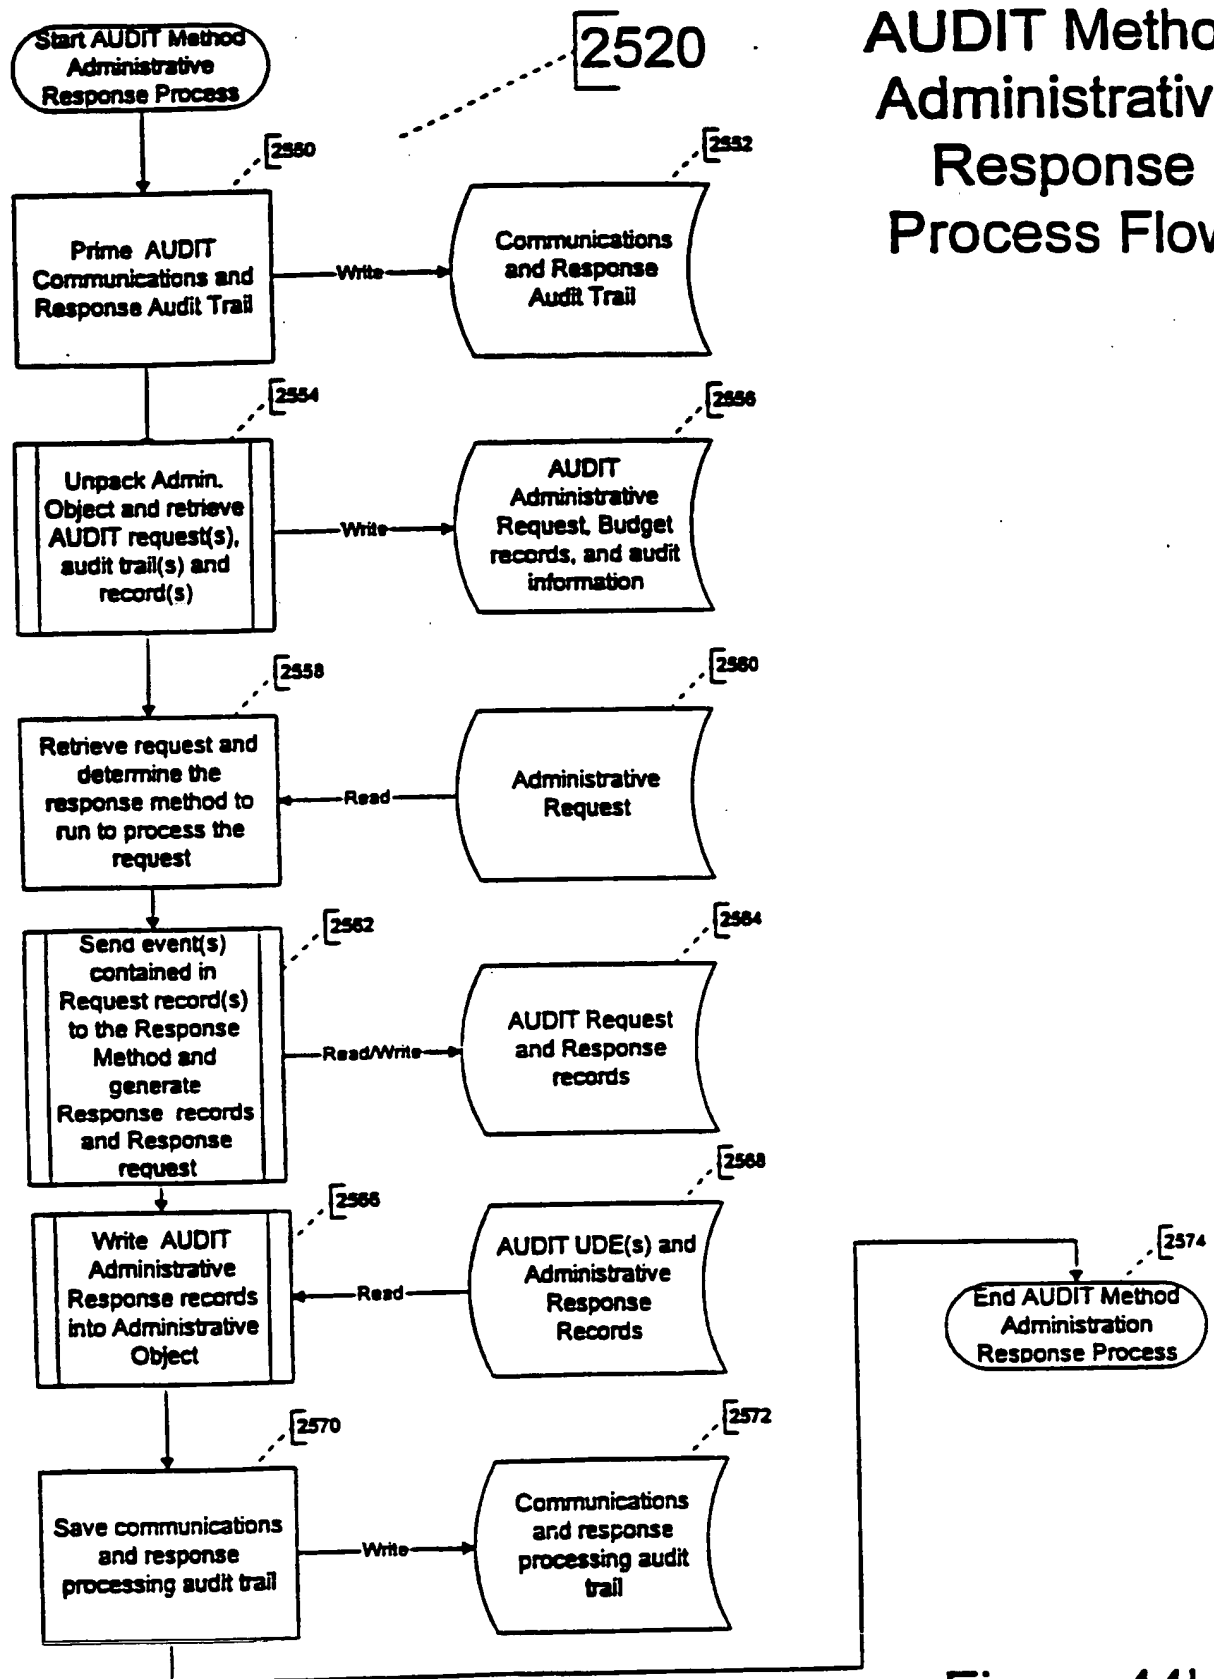 Start AUDIT Method
Administrative
Response Process
2520
AUDIT Metho
Administrativ
Response
Process Flow
2550
Prime AUDIT
Communications and
Response Audit Trail
Write
2552
Communications
and Response
Audit Trail
2554
Unpack Admin.
Object and retrieve
AUDIT request(s),
audit trail(s) and
record(s)
Write
2556
AUDIT
Administrative
Request, Budget
records, and audit
information
2558
Retrieve request and
determine the
response method to
run to process the
request
Read
2560
Administrative
Request
2562
Send event(s)
contained in
Request record(s)
to the Response
Method and
generate
Response records
and Response
request
Read/Write
2564
AUDIT Request
and Response
records
2566
Write AUDIT
Administrative
Response records
into Administrative
Object
Read
2568
AUDIT UDE(s) and
Administrative
Response
Records
2570
Save communications
and response
processing audit trail
Write
2572
Communications
and response
processing audit
trail
2574
End AUDIT Method
Administration
Response Process